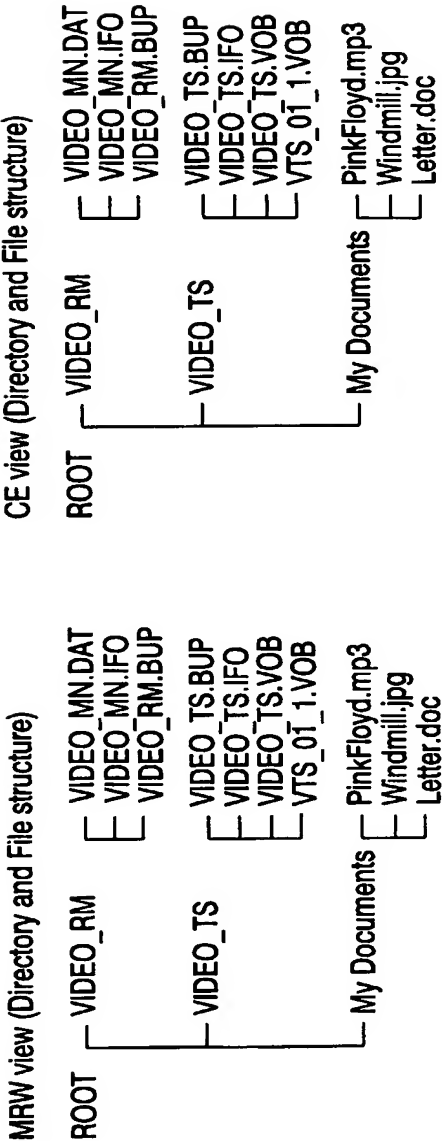 MRW view (Directory and File structure)
ROOT
VIDEO_RM
VIDEO_MN.DAT
VIDEO_MN.IFO
VIDEO_RM.BUP
VIDEO_TS
VIDEO_TS.BUP
VIDEO_TS.IFO
VIDEO_TS.VOB
VTS_01_1.VOB
My Documents
PinkFloyd.mp3
Windmill.jpg
Letter.doc
CE view (Directory and File structure)
ROOT
VIDEO_RM
VIDEO_MN.DAT
VIDEO_MN.IFO
VIDEO_RM.BUP
VIDEO_TS
VIDEO_TS.BUP
VIDEO_TS.IFO
VIDEO_TS.VOB
VTS_01_1.VOB
My Documents
PinkFloyd.mp3
Windmill.jpg
Letter.doc